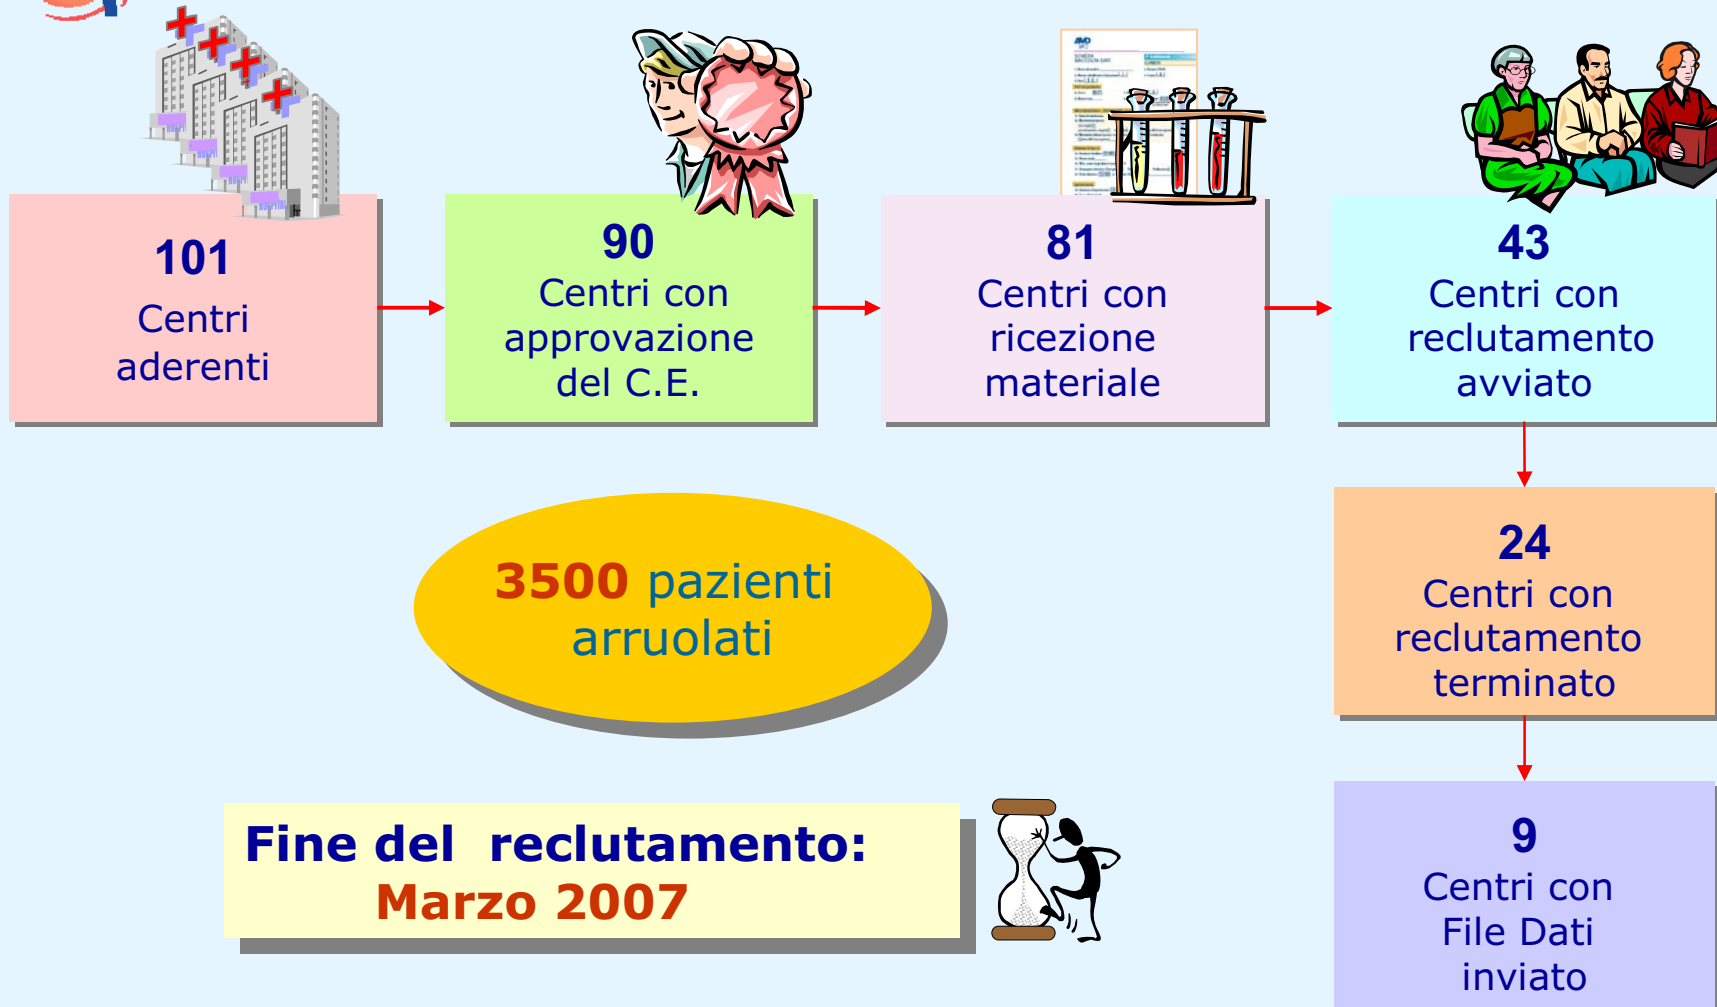 101
Centri
aderenti
90
Centri con
approvazione
del C.E.
81
Centri con
ricezione
materiale
43
Centri con
reclutamento
avviato
3500 pazienti
arruolati
24
Centri con
reclutamento
terminato
Fine del reclutamento:
Marzo 2007
9
Centri con
File Dati
inviato